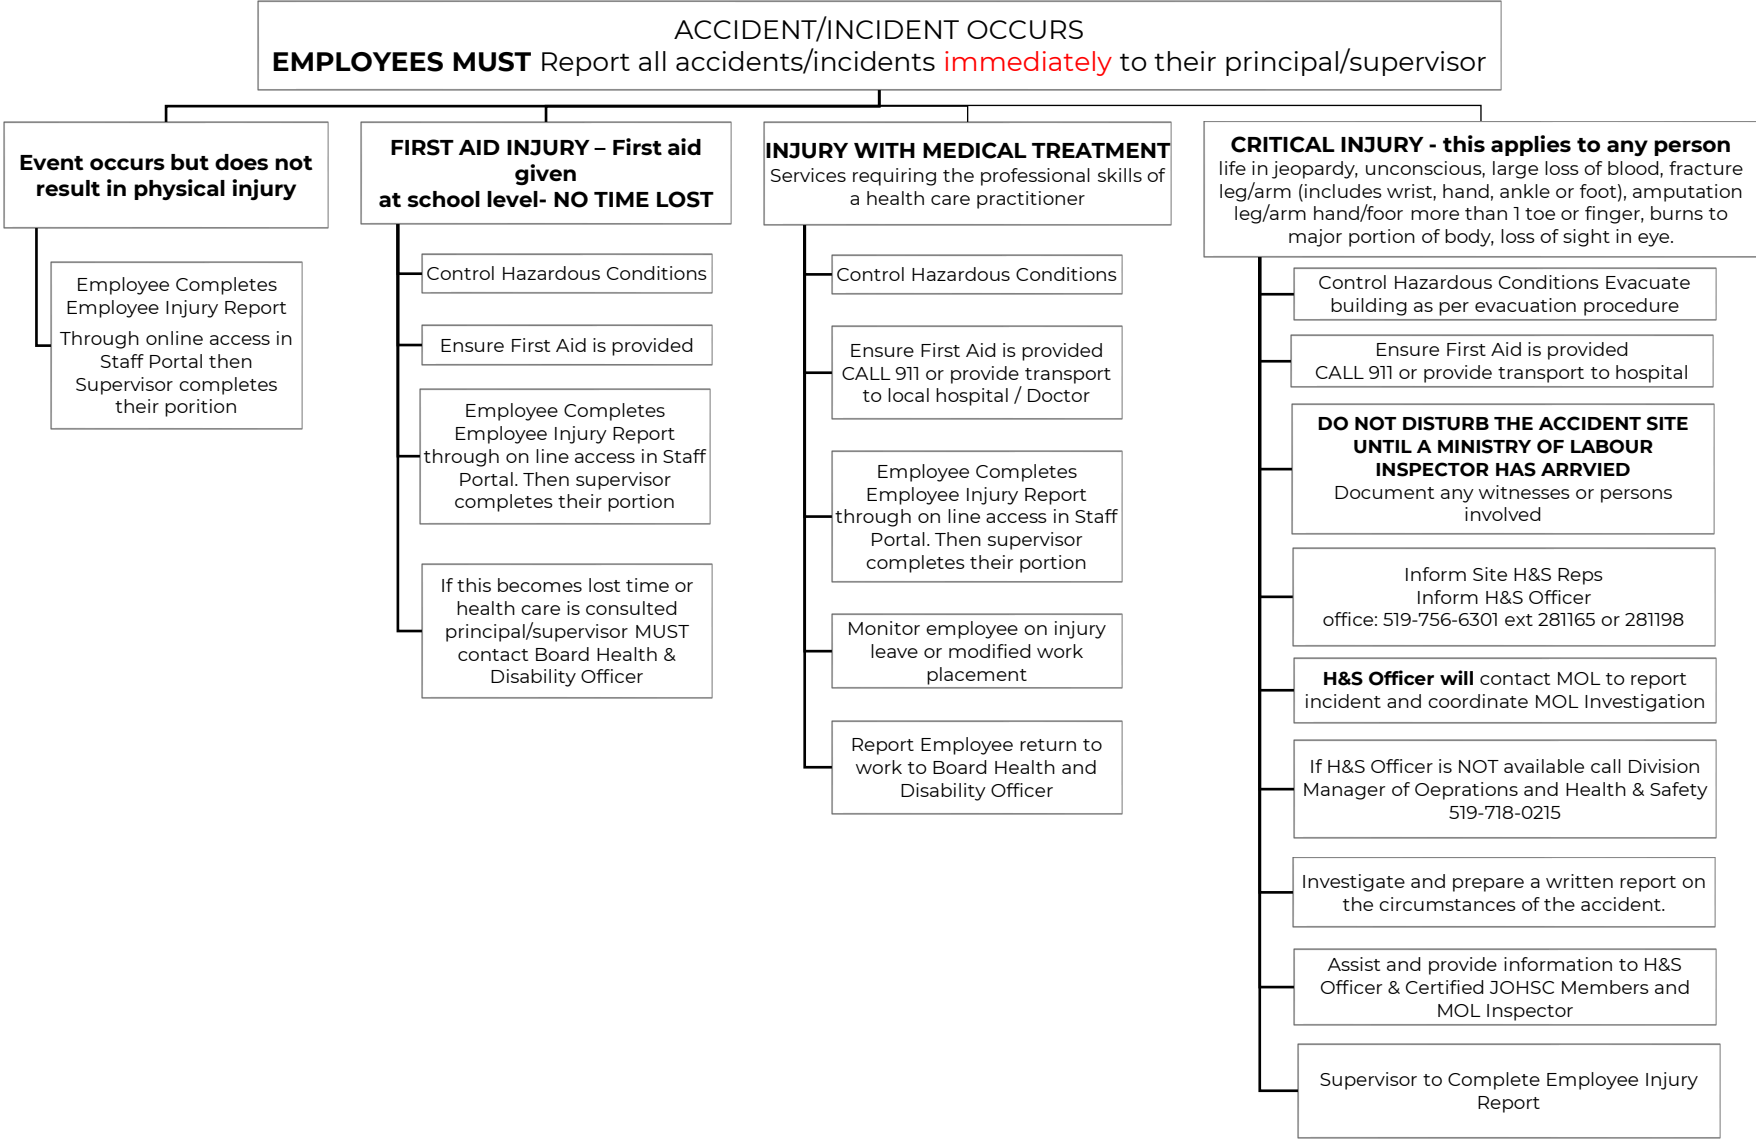 ACCIDENT/INCIDENT OCCURS
EMPLOYEES MUST Report all accidents/incidents immediately to their principal/supervisor
Event occurs but does not
result in physical injury
Employee Completes
Employee Injury Report
Through online access in
Staff Portal then
Supervisor completes
their porition
FIRST AID INJURY – First aid
given
at school level- NO TIME LOST
Control Hazardous Conditions
Ensure First Aid is provided
Employee Completes
Employee Injury Report
through on line access in Staff
Portal. Then supervisor
completes their portion
If this becomes lost time or
health care is consulted
principal/supervisor MUST
contact Board Health &
Disability Officer
INJURY WITH MEDICAL TREATMENT
Services requiring the professional skills of
a health care practitioner
Control Hazardous Conditions
Ensure First Aid is provided
CALL 911 or provide transport
to local hospital / Doctor
Employee Completes
Employee Injury Report
through on line access in Staff
Portal. Then supervisor
completes their portion
Monitor employee on injury
leave or modified work
placement
Report Employee return to
work to Board Health and
Disability Officer
CRITICAL INJURY - this applies to any person
life in jeopardy, unconscious, large loss of blood, fracture
leg/arm (includes wrist, hand, ankle or foot), amputation
leg/arm hand/foor more than 1 toe or finger, burns to
major portion of body, loss of sight in eye.
Control Hazardous Conditions Evacuate
building as per evacuation procedure
Ensure First Aid is provided
CALL 911 or provide transport to hospital
DO NOT DISTURB THE ACCIDENT SITE
UNTIL A MINISTRY OF LABOUR
INSPECTOR HAS ARRVIED
Document any witnesses or persons
involved
Inform Site H&S Reps
Inform H&S Officer
office: 519-756-6301 ext 281165 or 281198
H&S Officer will contact MOL to report
incident and coordinate MOL Investigation
If H&S Officer is NOT available call Division
Manager of Oeprations and Health & Safety
519-718-0215
Investigate and prepare a written report on
the circumstances of the accident.
Assist and provide information to H&S
Officer & Certified JOHSC Members and
MOL Inspector
Supervisor to Complete Employee Injury
Report